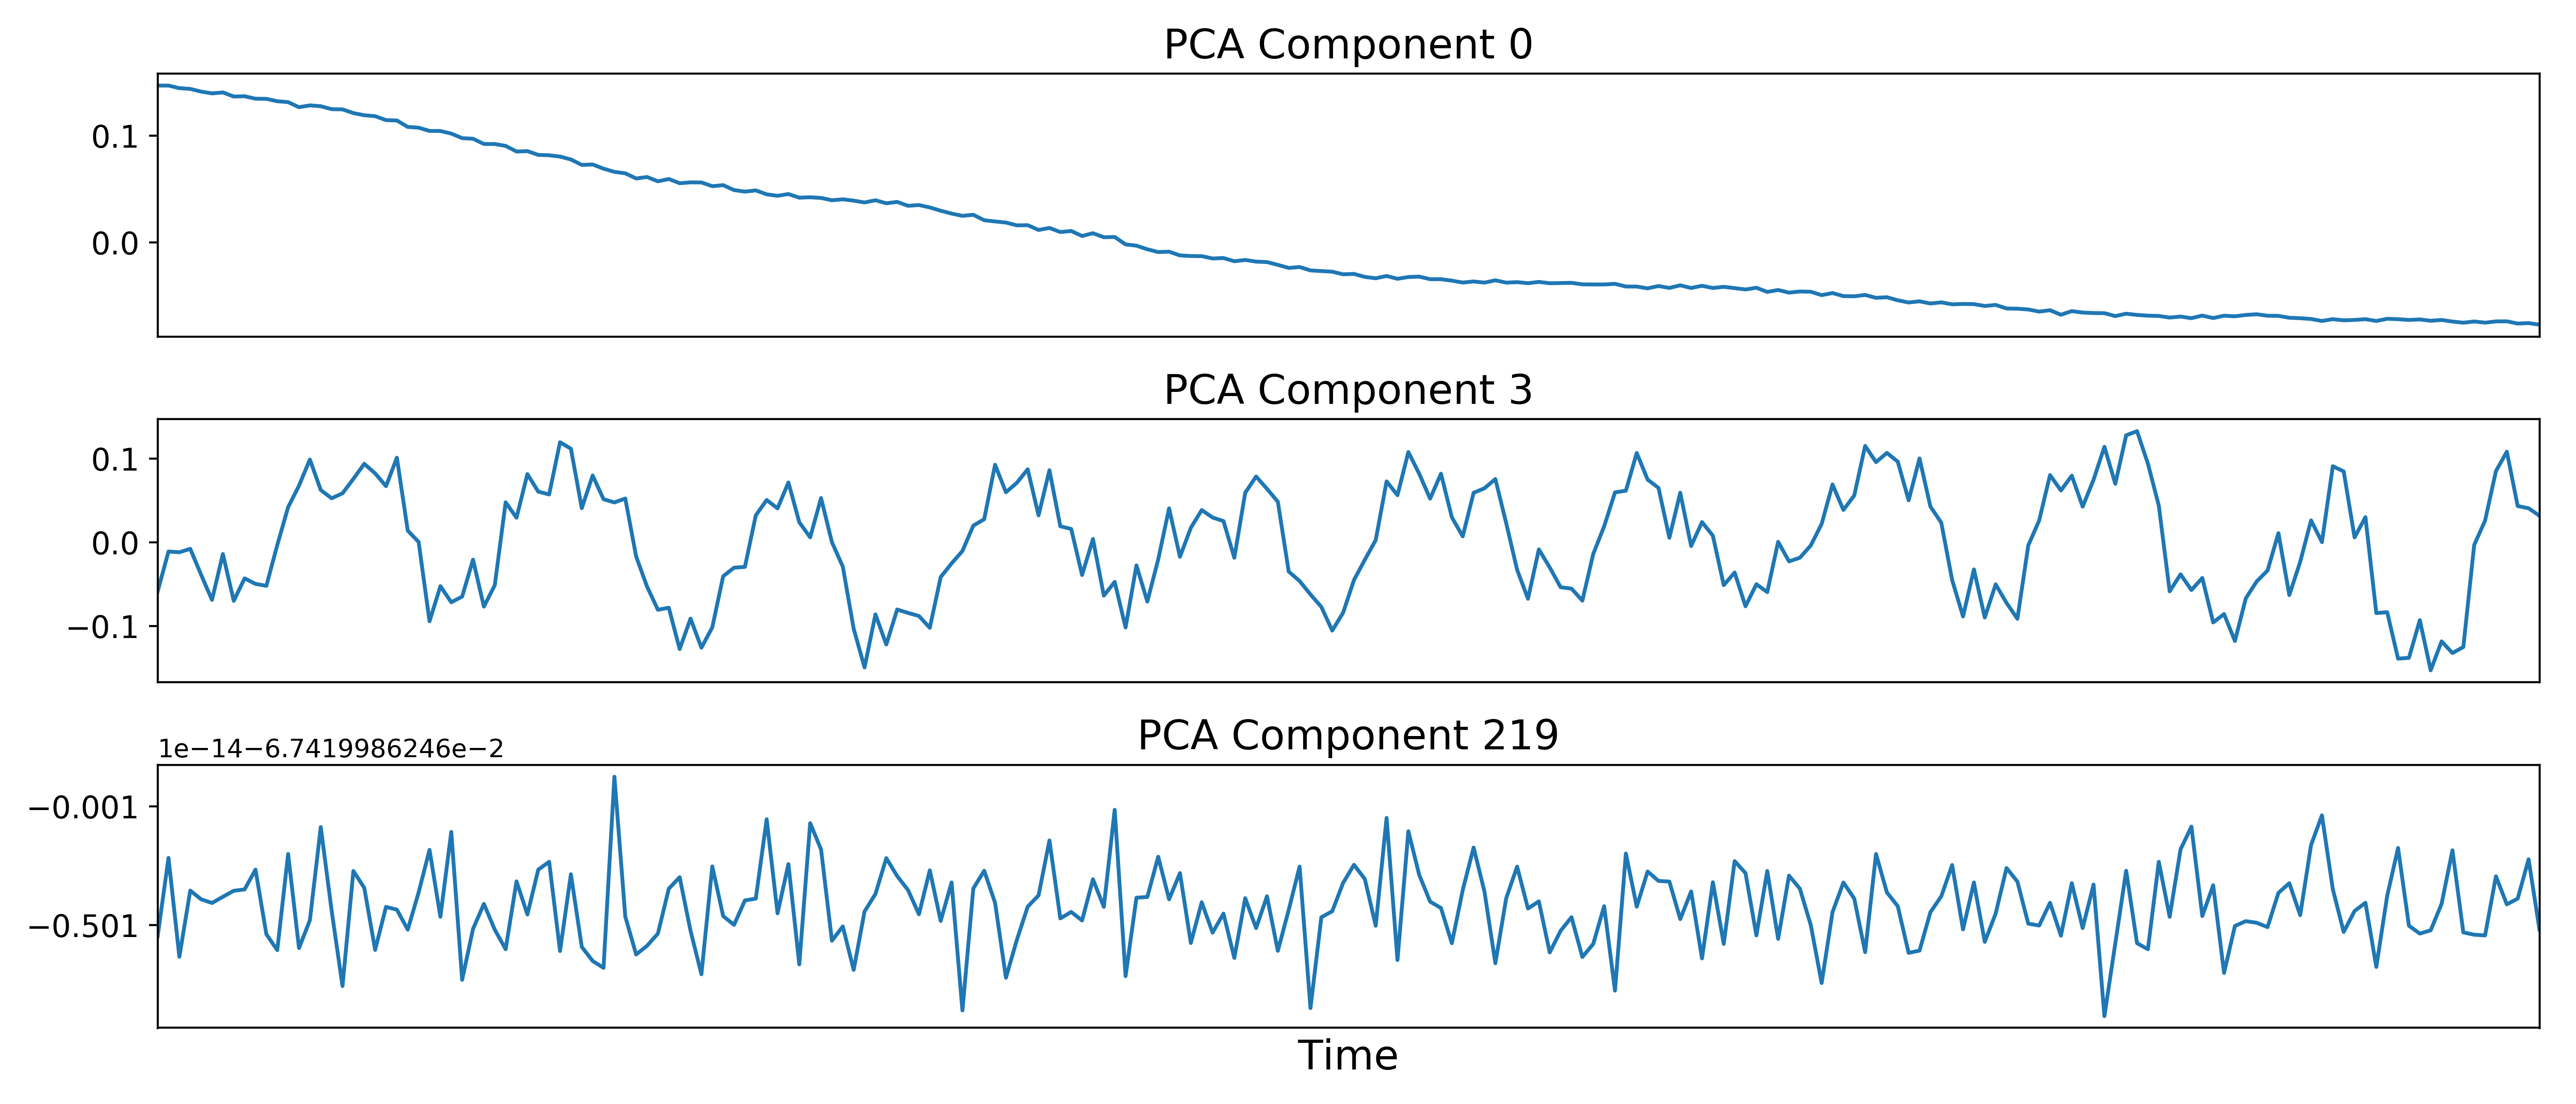 PCA Component 0
0.1
0.0
PCA Component 3
0.1
0.0
−0.1
PCA Component 219
1e−14−6.7419986246e−2
−0.001
−0.501
Time